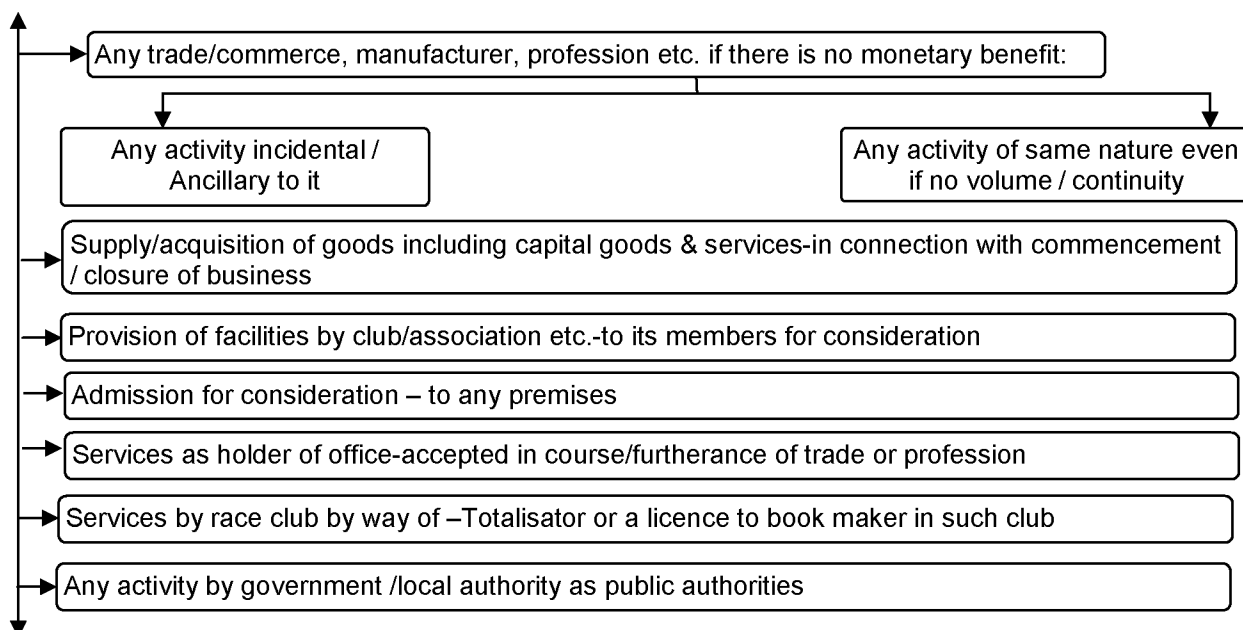 Any trade/commerce, manufacturer, profession etc. if there is no monetary benefit:
Any activity incidental /
Ancillary to it
Any activity of same nature even
if no volume / continuity
Supply/acquisition of goods including capital goods & services-in connection with commencement
/ closure of business
Provision of facilities by club/association etc.-to its members for consideration
Admission for consideration – to any premises
Services as holder of office-accepted in course/furtherance of trade or profession
Services by race club by way of –Totalisator or a licence to book maker in such club
Any activity by government /local authority as public authorities